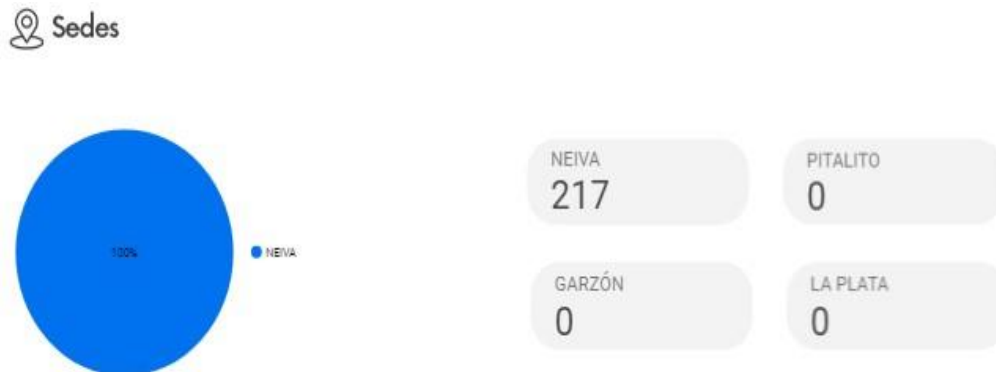 Sedes
100%
NEIVA
NEIVA
217
PITALITO
0
GARZÓN
0
LA PLATA
0